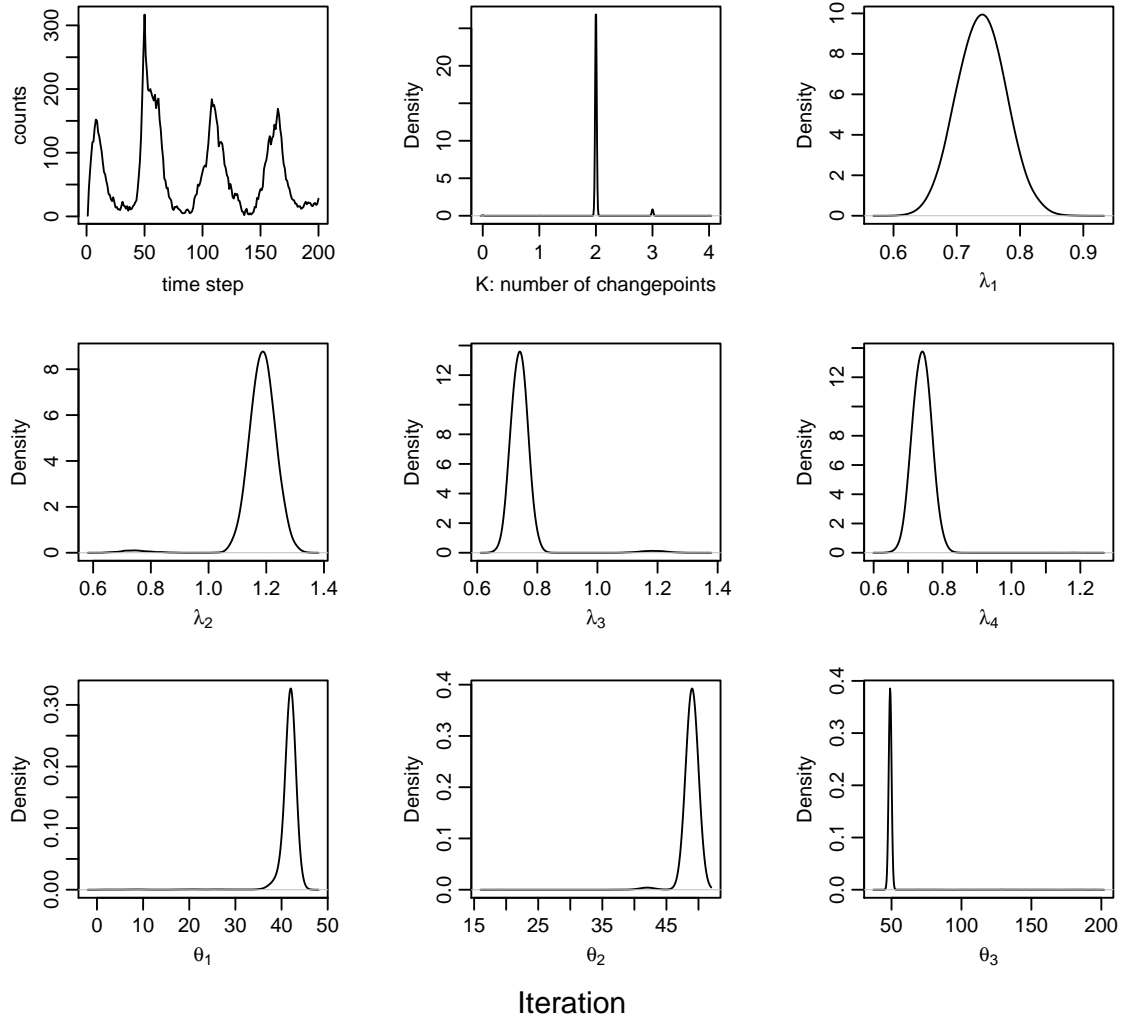 300
200
100
0
counts
0 50 100 150 200
time step
20
10
5
0
Density
0 1 2 3 4
K: number of changepoints
10
8
6
4
2
0
Density
0.6 0.7 0.8 0.9
λ1
8
6
4
2
0
Density
0.6 0.8 1.0 1.2 1.4
λ2
12
8
6
4
2
0
Density
0.6 0.8 1.0 1.2 1.4
λ3
12
8
6
4
2
0
Density
0.6 0.8 1.0 1.2
λ4
0.30
0.20
0.10
0.00
Density
0 10 20 30 40 50
θ1
0.4
0.3
0.2
0.1
0.0
Density
15 25 35 45
θ2
0.4
0.3
0.2
0.1
0.0
Density
50 100 150 200
θ3
Iteration